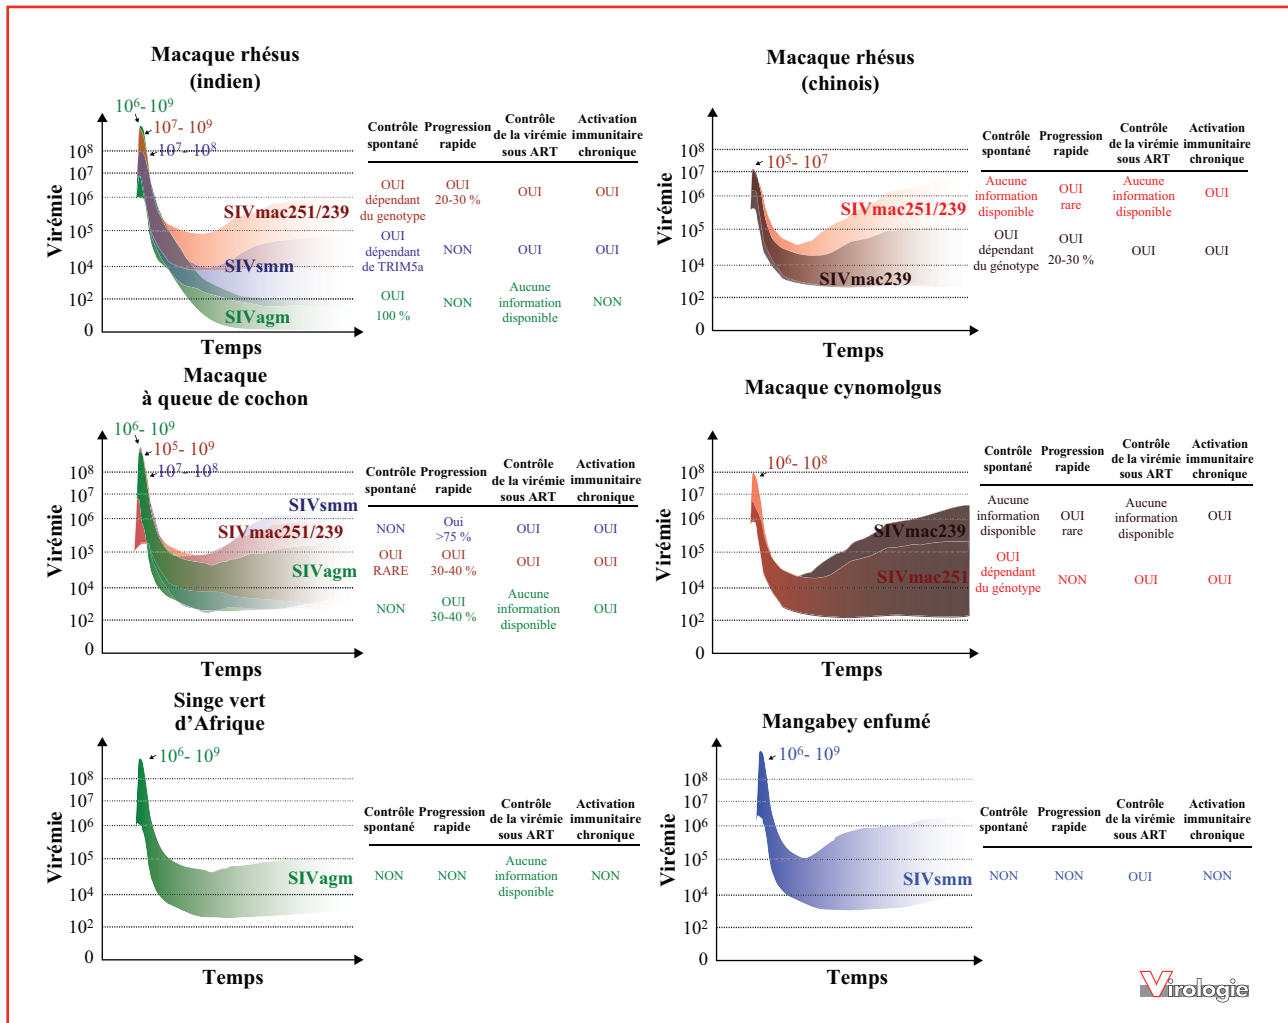 Macaque rhésus
(indien)
10⁶- 10⁹
10⁷- 10⁹
10⁷- 10⁸
10⁸
10⁷
10⁶
10⁵
10⁴
10²
0
Virémie
Temps
SIVmac251/239
SIVsmm
SIVagm
Contrôle spontané
Progression rapide
Contrôle de la virémie sous ART
Activation immunitaire chronique
OUI dépendant du genotype
OUI 20-30 %
OUI
OUI
OUI dépendant de TRIM5a
NON
OUI
OUI
OUI 100 %
NON
Aucune information disponible
NON
Macaque rhésus
(chinois)
10⁵- 10⁷
10⁸
10⁷
10⁶
10⁵
10⁴
10²
0
Virémie
Temps
SIVmac251/239
SIVmac239
Contrôle spontané
Progression rapide
Contrôle de la virémie sous ART
Activation immunitaire chronique
Aucune information disponible
OUI rare
Aucune information disponible
OUI
OUI dépendant du génotype
OUI 20-30 %
OUI
OUI
Macaque
à queue de cochon
10⁶- 10⁹
10⁵- 10⁹
10⁷- 10⁸
10⁸
10⁷
10⁶
10⁵
10⁴
10²
0
Virémie
Temps
SIVsmm
SIVmac251/239
SIVagm
Contrôle spontané
Progression rapide
Contrôle de la virémie sous ART
Activation immunitaire chronique
NON
Oui >75 %
OUI
OUI
OUI RARE
OUI 30-40 %
OUI
OUI
NON
OUI 30-40 %
Aucune information disponible
OUI
Macaque cynomolgus
10⁶- 10⁸
10⁸
10⁷
10⁶
10⁵
10⁴
10²
0
Virémie
Temps
SIVmac239
SIVmac251
Contrôle spontané
Progression rapide
Contrôle de la virémie sous ART
Activation immunitaire chronique
Aucune information disponible
OUI rare
Aucune information disponible
OUI
OUI dépendant du génotype
NON
OUI
OUI
Singe vert
d’Afrique
10⁶- 10⁹
10⁸
10⁷
10⁶
10⁵
10⁴
10²
0
Virémie
Temps
SIVagm
Contrôle spontané
Progression rapide
Contrôle de la virémie sous ART
Activation immunitaire chronique
NON
NON
Aucune information disponible
NON
Mangabey enfumé
10⁶- 10⁹
10⁸
10⁷
10⁶
10⁵
10⁴
10²
0
Virémie
Temps
SIVsmm
Contrôle spontané
Progression rapide
Contrôle de la virémie sous ART
Activation immunitaire chronique
NON
NON
OUI
NON
Virologie